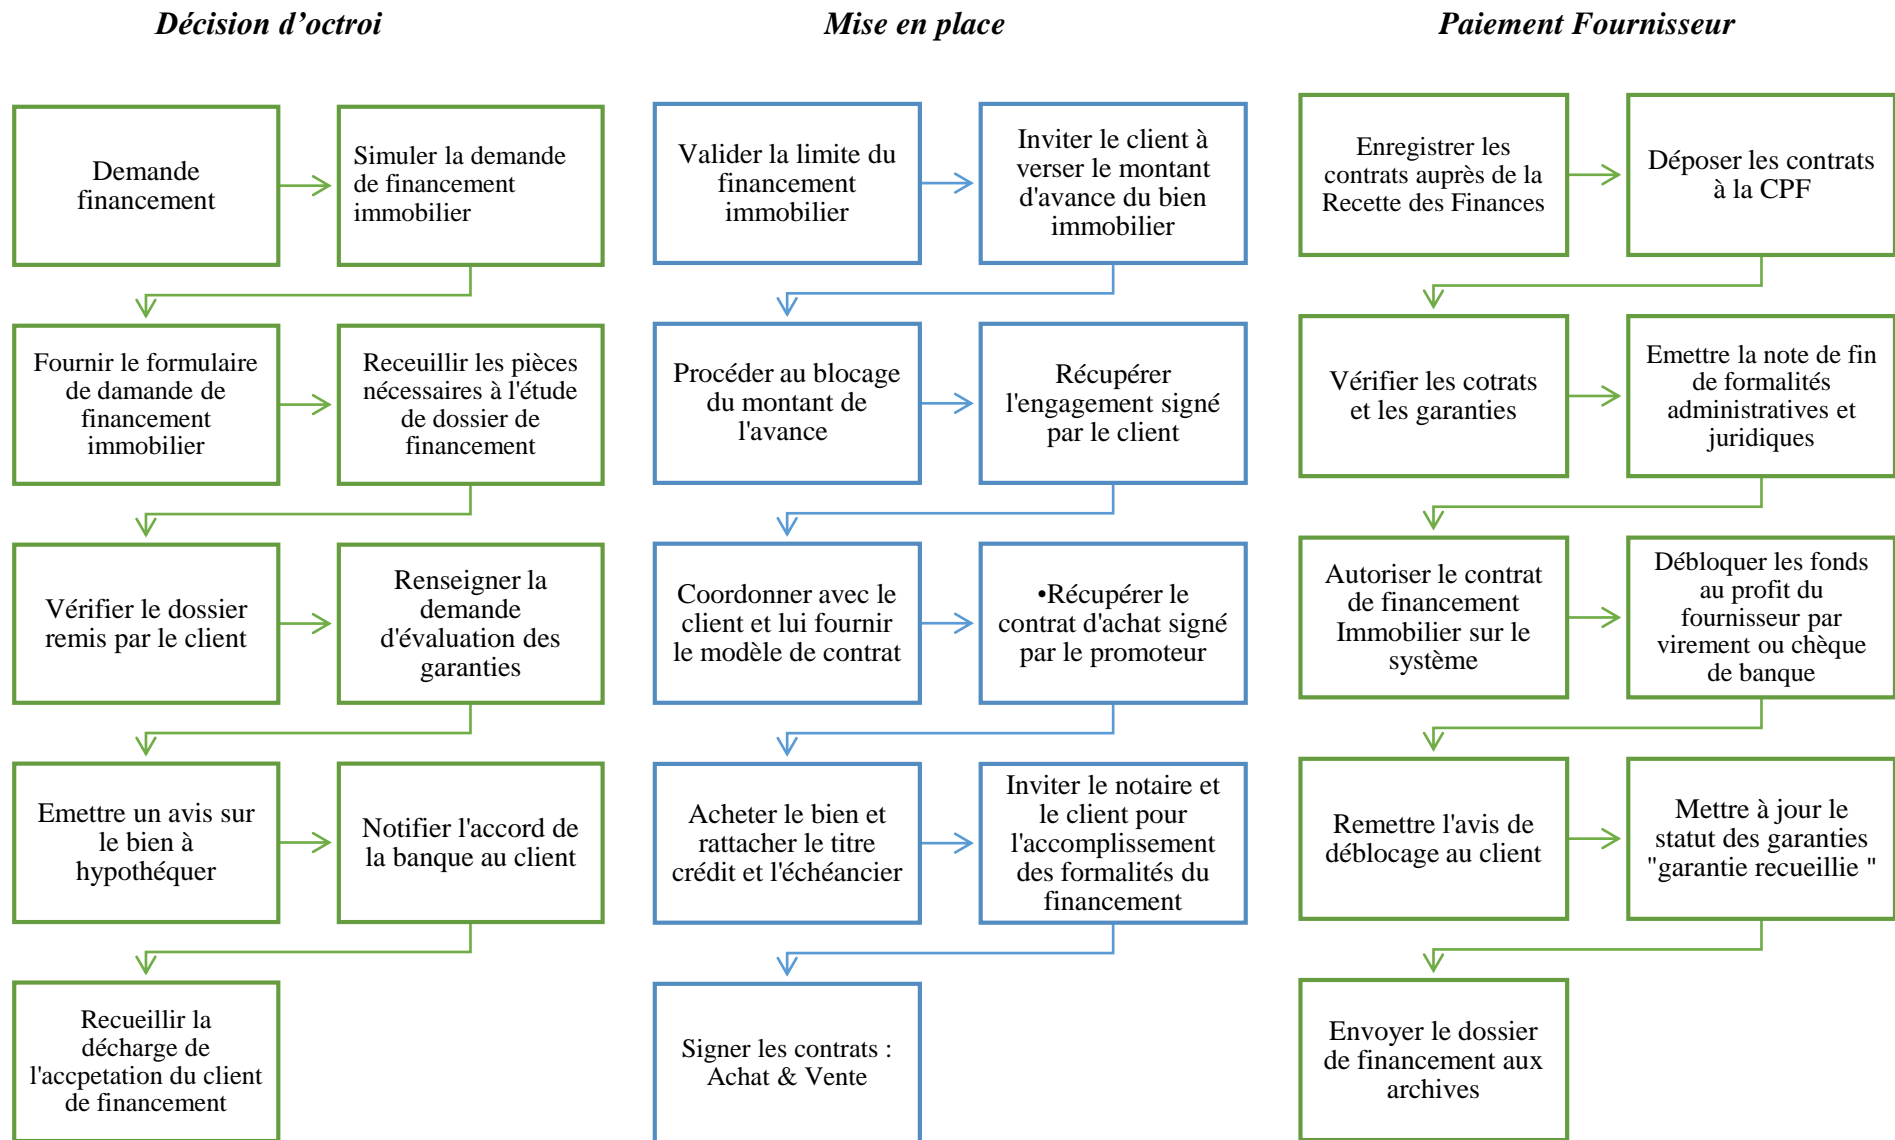 Décision d’octroi
Demande
financement
Simuler la demande
de financement
immobilier
Fournir le formulaire
de damande de
financement
immobilier
Receuillir les pièces
nécessaires à l'étude
de dossier de
financement
Vérifier le dossier
remis par le client
Renseigner la
demande
d'évaluation des
garanties
Emettre un avis sur
le bien à
hypothéquer
Notifier l'accord de
la banque au client
Recueillir la
décharge de
l'accpetation du client
de financement
Mise en place
Valider la limite du
financement
immobilier
Inviter le client à
verser le montant
d'avance du bien
immobilier
Procéder au blocage
du montant de
l'avance
Récupérer
l'engagement signé
par le client
Coordonner avec le
client et lui fournir
le modèle de contrat
•Récupérer le
contrat d'achat signé
par le promoteur
Acheter le bien et
rattacher le titre
crédit et l'échéancier
Inviter le notaire et
le client pour
l'accomplissement
des formalités du
financement
Signer les contrats :
Achat & Vente
Paiement Fournisseur
Enregistrer les
contrats auprès de la
Recette des Finances
Déposer les contrats
à la CPF
Vérifier les cotrats
et les garanties
Emettre la note de fin
de formalités
administratives et
juridiques
Autoriser le contrat
de financement
Immobilier sur le
système
Débloquer les fonds
au profit du
fournisseur par
virement ou chèque
de banque
Remettre l'avis de
déblocage au client
Mettre à jour le
statut des garanties
"garantie recueillie "
Envoyer le dossier
de financement aux
archives